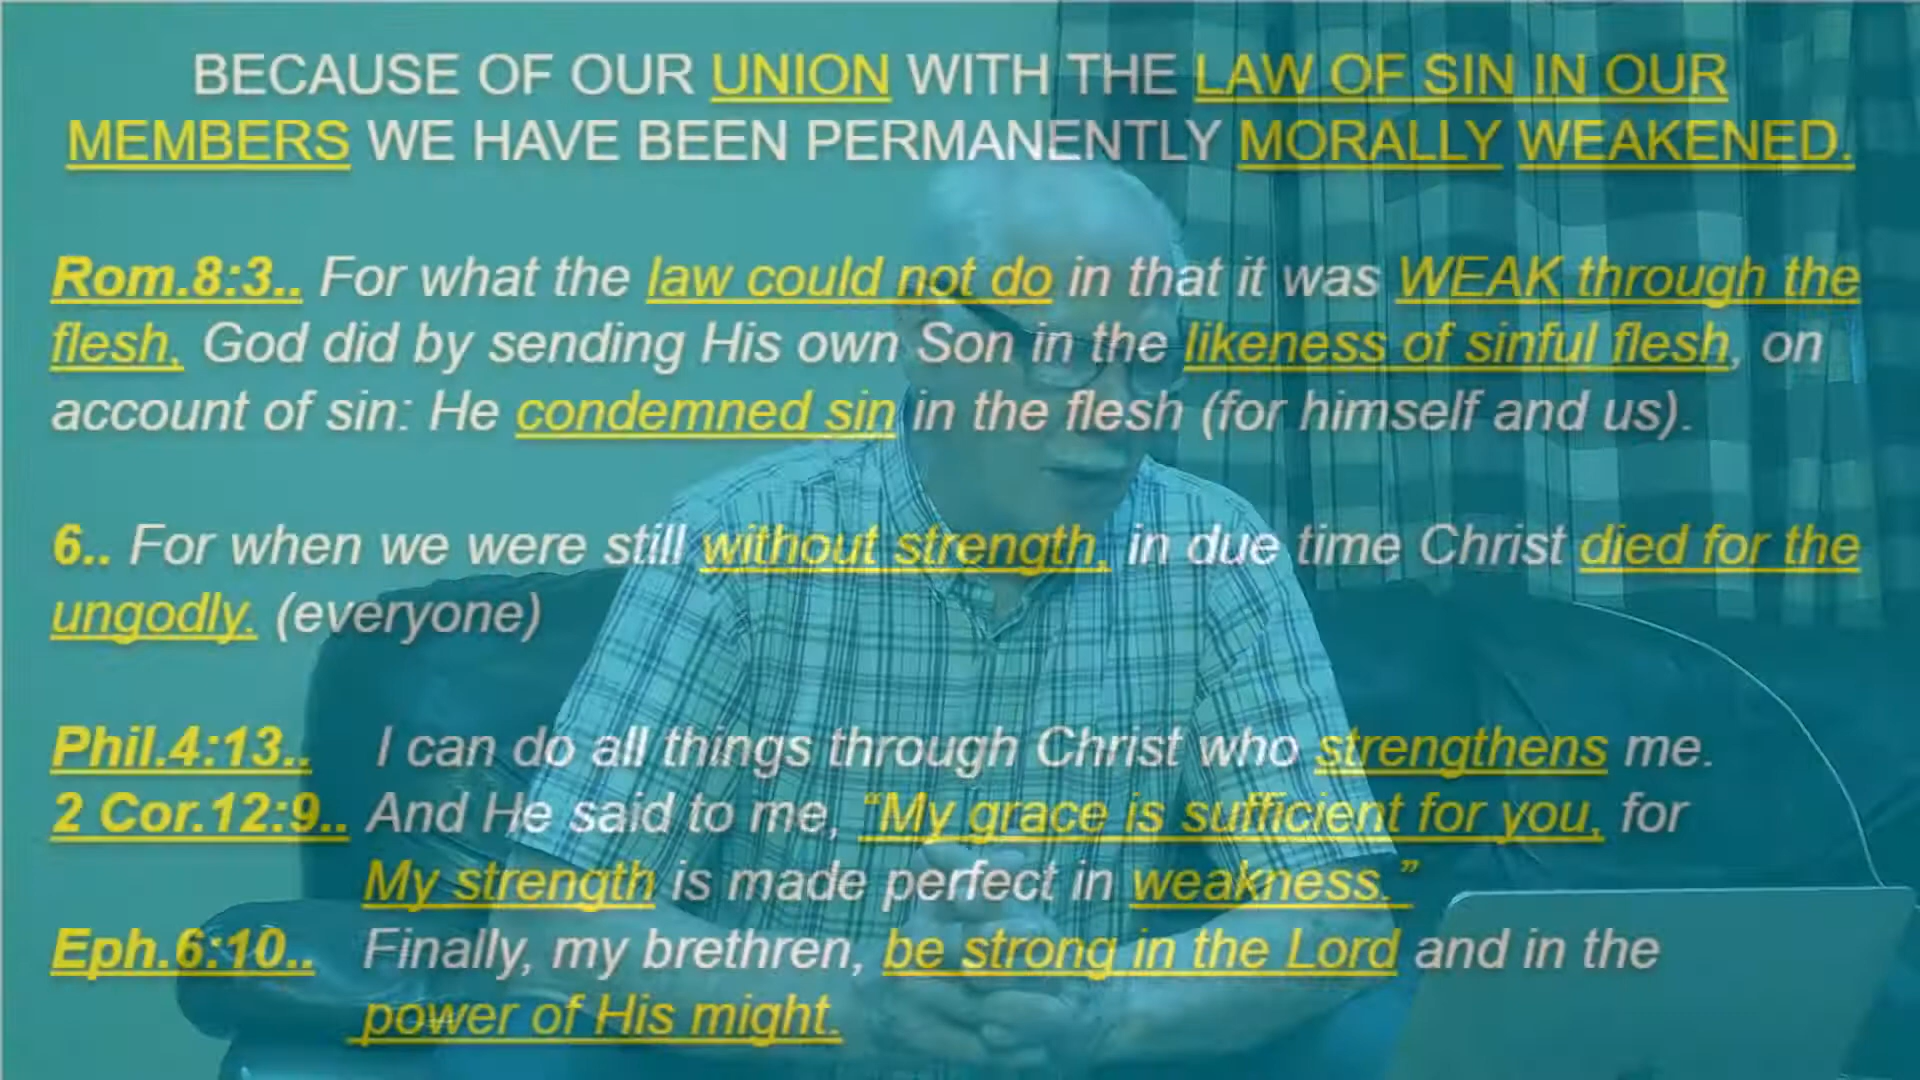 BECAUSE OF OUR UNION WITH THE LAW OF SIN IN OUR
MEMBERS WE HAVE BEEN PERMANENTLY MORALLY WEAKENED.
Rom.8:3.. For what the law could not do in that it was WEAK through the
flesh, God did by sending His own Son in the likeness of sinful flesh, on
account of sin: He condemned sin in the flesh (for himself and us).
6.. For when we were still without strength, in due time Christ died for the
ungodly. (everyone)
Phil.4:13.. I can do all things through Christ who strengthens me.
2 Cor.12:9.. And He said to me, “My grace is sufficient for you, for
My strength is made perfect in weakness.”
Eph.6:10.. Finally, my brethren, be strong in the Lord and in the
power of His might.